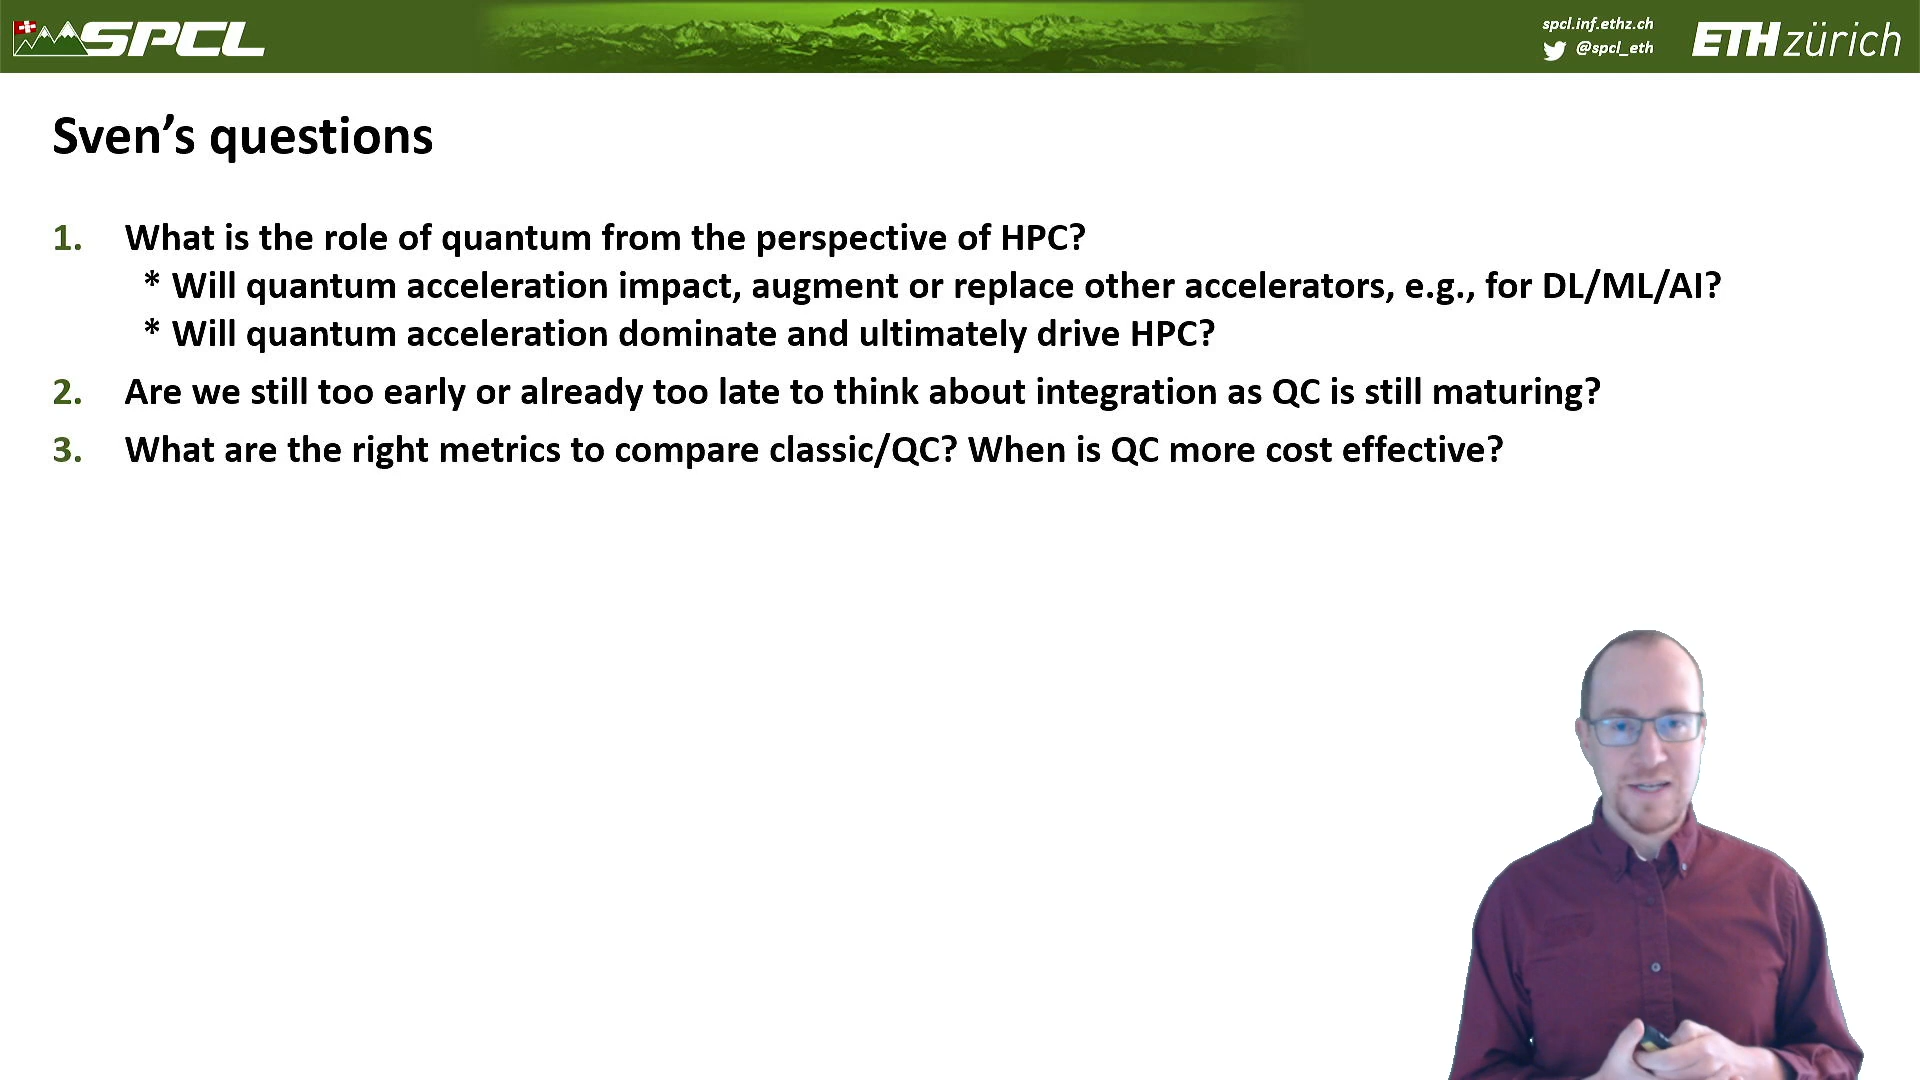 SPCL
spcl.inf.ethz.ch
@spcl_eth
ETH zürich
Sven’s questions
1. What is the role of quantum from the perspective of HPC?
* Will quantum acceleration impact, augment or replace other accelerators, e.g., for DL/ML/AI?
* Will quantum acceleration dominate and ultimately drive HPC?
2. Are we still too early or already too late to think about integration as QC is still maturing?
3. What are the right metrics to compare classic/QC? When is QC more cost effective?